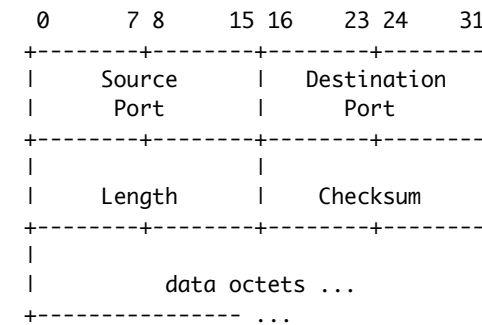 0      7 8     15 16    23 24    31
+--------+--------+--------+--------
|     Source      |   Destination
|      Port       |      Port
+--------+--------+--------+--------
|                 |
|     Length      |    Checksum
+--------+--------+--------+--------
|
|          data octets ...
+---------------- ...